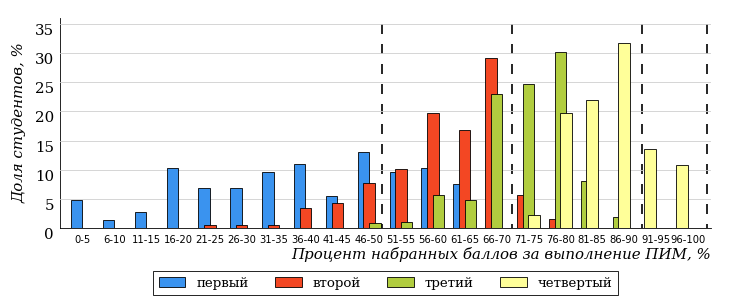 Доля студентов, %
35
30
25
20
15
10
5
0
0-5 6-10 11-15 16-20 21-25 26-30 31-35 36-40 41-45 46-50 51-55 56-60 61-65 66-70 71-75 76-80 81-85 86-90 91-95 96-100
Процент набранных баллов за выполнение ПИМ, %
первый второй третий четвертый